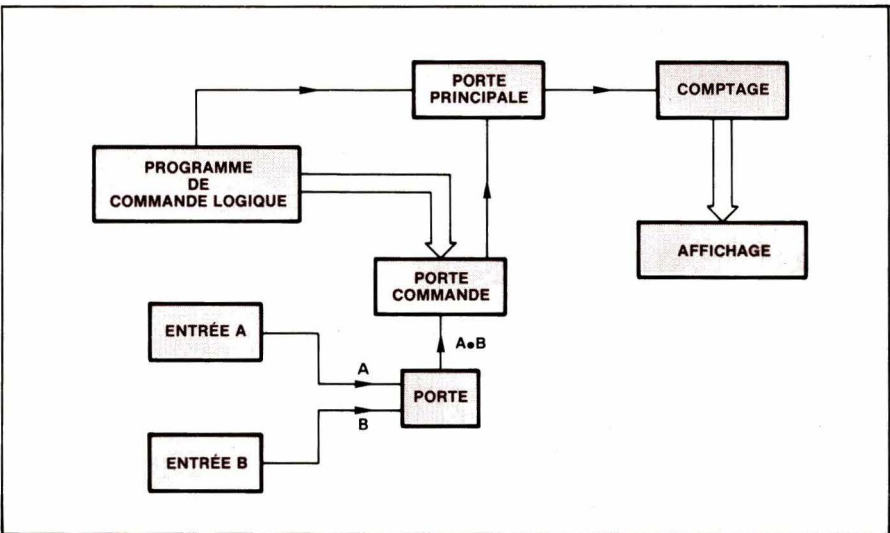 PORTE
PRINCIPALE
COMPTAGE
PROGRAMME
DE
COMMANDE LOGIQUE
AFFICHAGE
PORTE
COMMANDE
ENTRÉE A
A●B
A
PORTE
B
ENTRÉE B